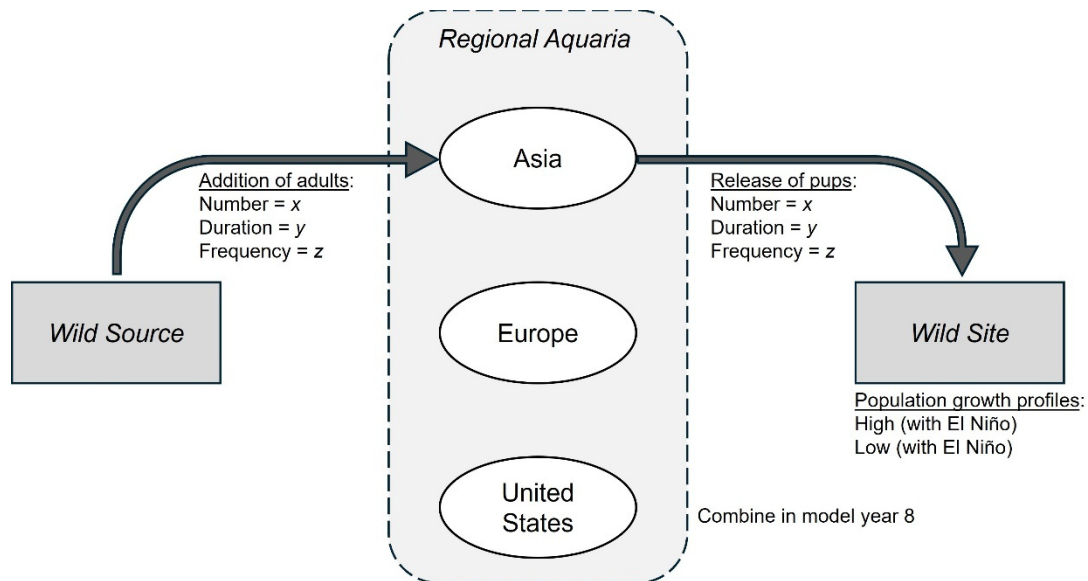 Regional Aquaria
Asia
Addition of adults:
Number = x
Duration = y
Frequency = z
Release of pups:
Number = x
Duration = y
Frequency = z
Wild Source
Europe
Wild Site
Population growth profiles:
High (with El Niño)
Low (with El Niño)
United
States
Combine in model year 8